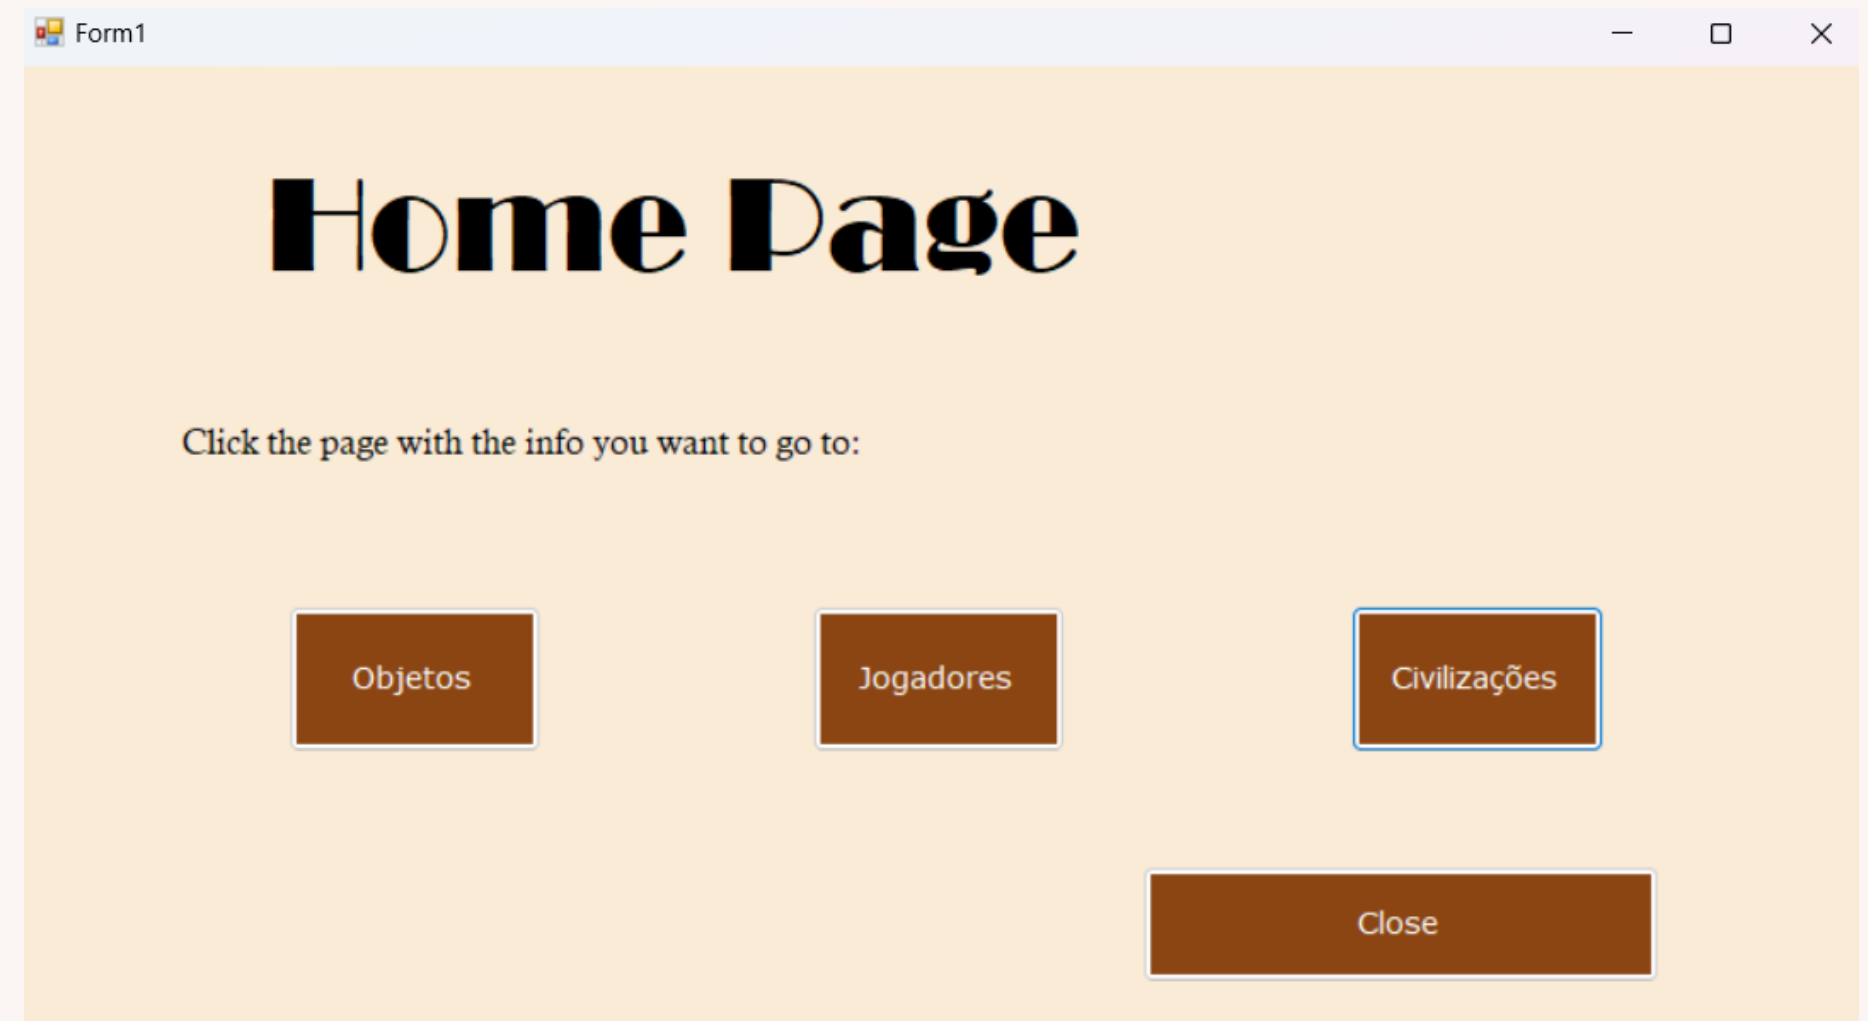 Form1
Home Page
Click the page with the info you want to go to:
Objetos
Jogadores
Civilizações
Close